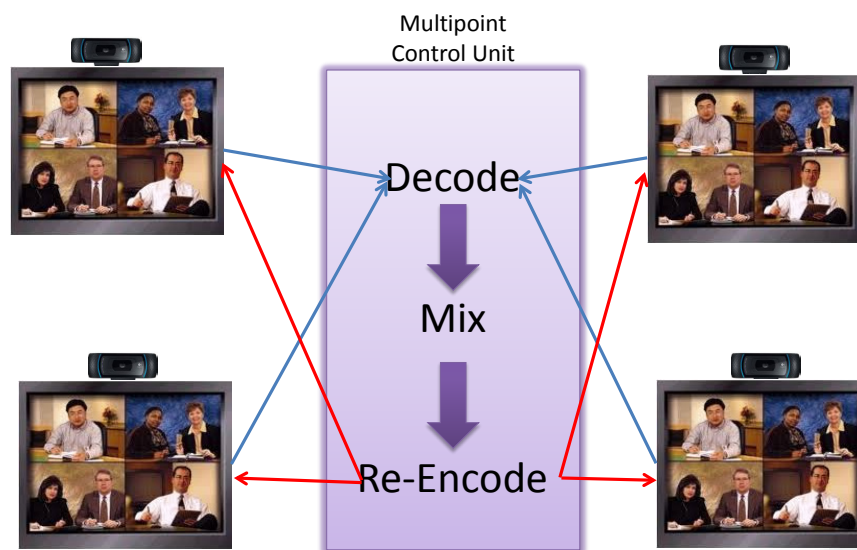 Multipoint
Control Unit
Decode
Mix
Re-Encode